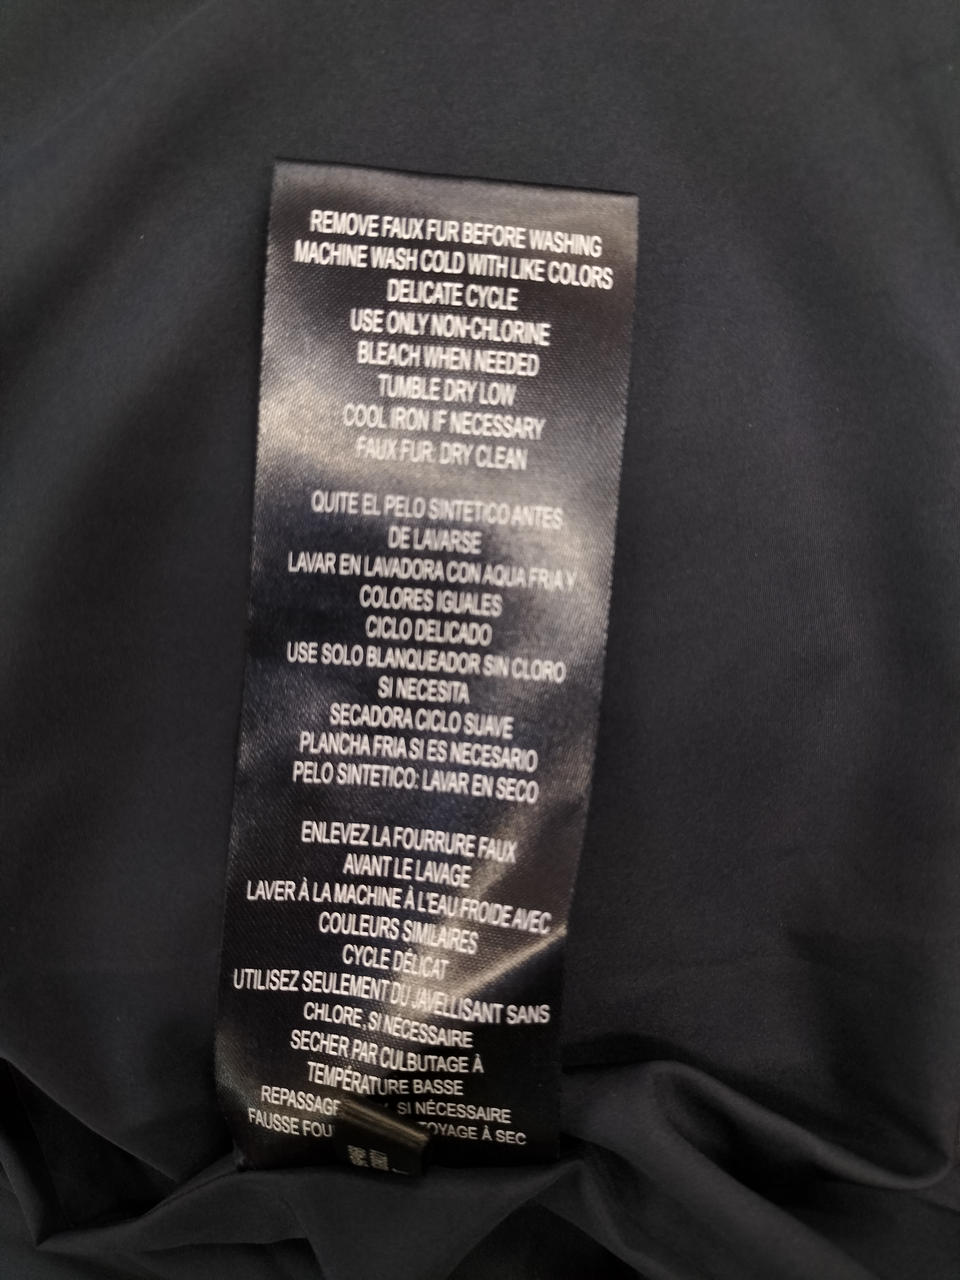 REMOVE FAUX FUR BEFORE WASHING
MACHINE WASH COLD WITH LIKE COLORS
DELICATE CYCLE
USE ONLY NON-CHLORINE
BLEACH WHEN NEEDED
TUMBLE DRY LOW
COOL IRON IF NECESSARY
FAUX FUR: DRY CLEAN
QUITE EL PELO SINTETICO ANTES
DE LAVARSE
LAVAR EN LAVADORA CON AQUA FRIA Y
COLORES IGUALES
CICLO DELICADO
USE SOLO BLANQUEADOR SIN CLORO
SI NECESITA
SECADORA CICLO SUAVE
PLANCHA FRIA SI ES NECESARIO
PELO SINTETICO: LAVAR EN SECO
ENLEVEZ LA FOURRURE FAUX
AVANT LE LAVAGE
LAVER À LA MACHINE À L'EAU FROIDE AVEC
COULEURS SIMILAIRES
CYCLE DÉLICAT
UTILISEZ SEULEMENT DU JAVELLISANT SANS
CHLORE, SI NÉCESSAIRE
SECHER PAR CULBUTAGE À
TEMPÉRATURE BASSE
REPASSAGE SI NÉCESSAIRE
FAUSSE À SEC